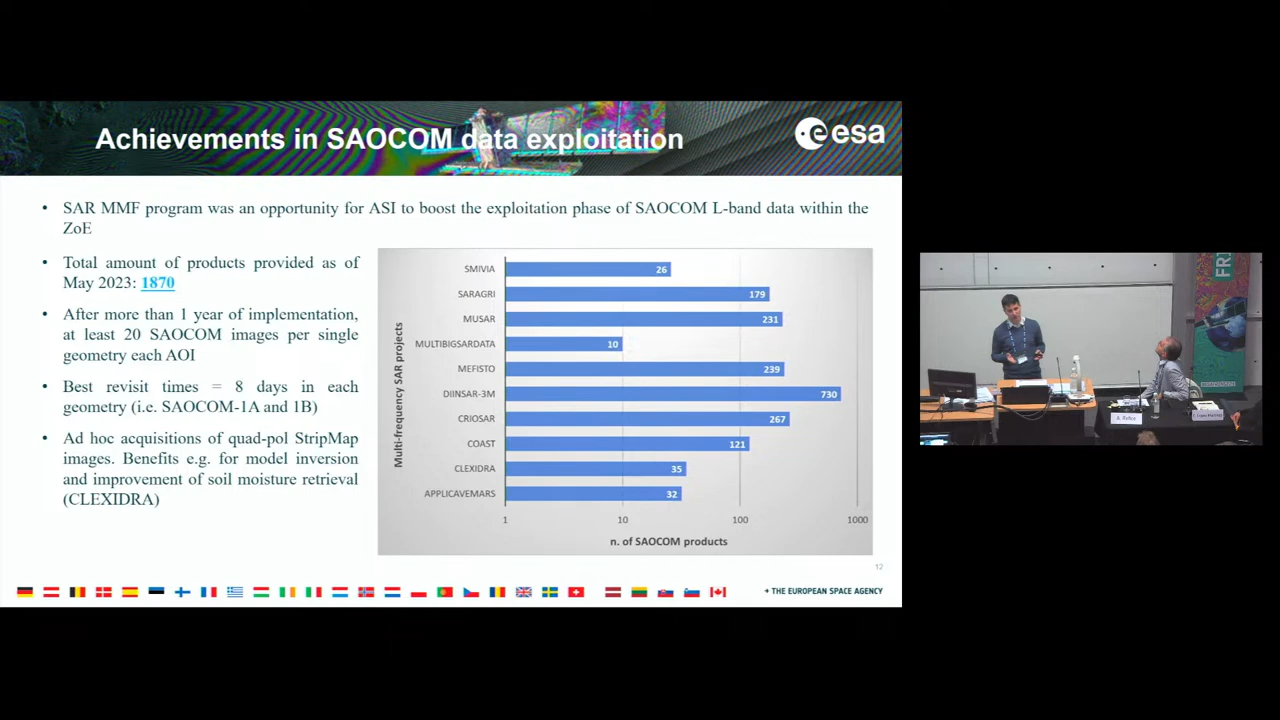 Achievements in SAOCOM data exploitation
esa
• SAR MMF program was an opportunity for ASI to boost the exploitation phase of SAOCOM L-band data within the
ZoE
• Total amount of products provided as of
May 2023: 1870
• After more than 1 year of implementation,
at least 20 SAOCOM images per single
geometry each AOI
• Best revisit times = 8 days in each
geometry (i.e. SAOCOM-1A and 1B)
• Ad hoc acquisitions of quad-pol StripMap
images. Benefits e.g. for model inversion
and improvement of soil moisture retrieval
(CLEXIDRA)
Multi-frequency SAR projects
SMIVIA 26
SARAGRI 179
MUSAR 231
MULTIBIGSARDATA 10
MEFISTO 239
DIINSAR-3M 730
CRIOSAR 267
COAST 121
CLEXIDRA 35
APPLICAVEMARS 32
1 10 100 1000
n. of SAOCOM products
12
→ THE EUROPEAN SPACE AGENCY
FRI